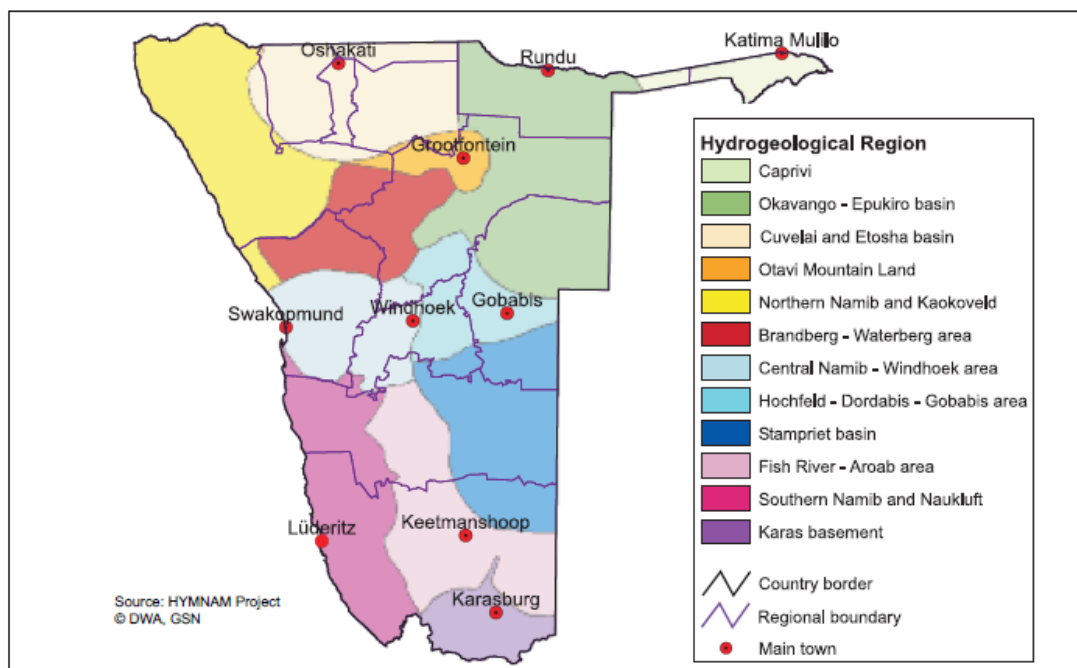 Oshakati
Rundu
Katima Mulilo
Grootfontein
Swakopmund
Windhoek
Gobabis
Lüderitz
Keetmanshoop
Karasburg
Source: HYMNAM Project
© DWA, GSN
Hydrogeological Region
Caprivi
Okavango - Epukiro basin
Cuvelai and Etosha basin
Otavi Mountain Land
Northern Namib and Kaokoveld
Brandberg - Waterberg area
Central Namib - Windhoek area
Hochfeld - Dordabis - Gobabis area
Stampriet basin
Fish River - Aroab area
Southern Namib and Naukluft
Karas basement
Country border
Regional boundary
Main town